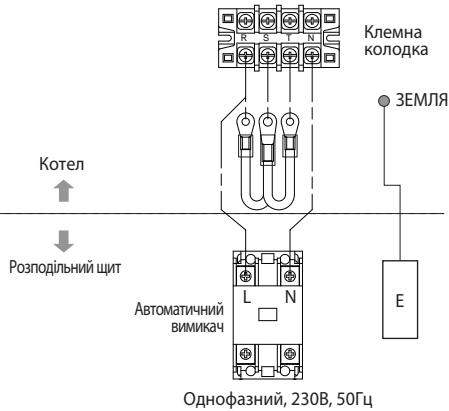 R S T N
Клемна
колодка
ЗЕМЛЯ
Котел
Розподільний щит
L N
Автоматичний
вимикач
E
Однофазний, 230В, 50Гц